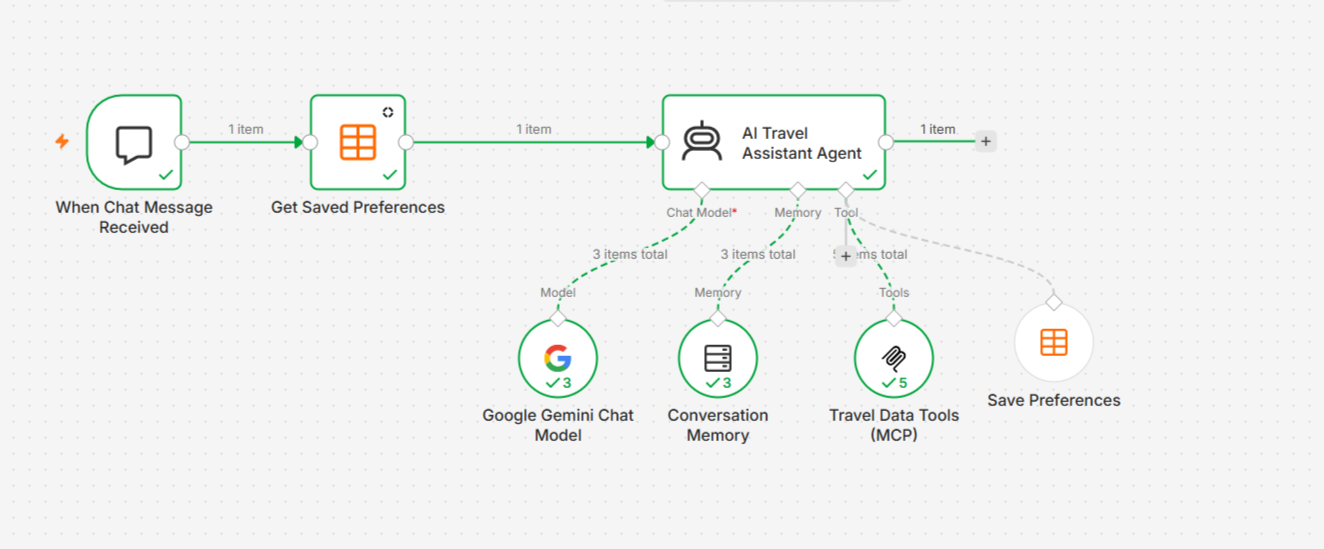 1 item
1 item
AI Travel
Assistant Agent
1 item
When Chat Message
Received
Get Saved Preferences
Chat Model*
Memory
Tool
3 items total
3 items total
ems total
Model
Memory
Tools
3
3
5
Google Gemini Chat
Model
Conversation
Memory
Travel Data Tools
(MCP)
Save Preferences